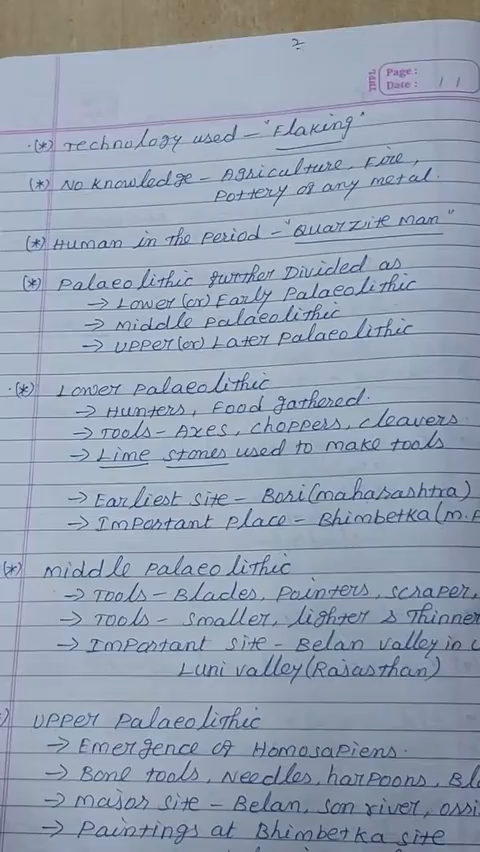 THPL
Page :
Date : / /
(*) Technology used - "Flaking"
(*) No knowledge - Agriculture, Fire,
Pottery of any metal.
(*) Human in the period - "Quarzite man"
(*) Palaeolithic further Divided as
→ Lower (or) Early Palaeolithic
→ Middle Palaeolithic
→ Upper (or) Later Palaeolithic
(*) Lower Palaeolithic
→ Hunters, Food gathered.
→ Tools - Axes, choppers, cleavers
→ Lime stones used to make tools
→ Earliest site - Bori (Maharashtra)
→ Important Place - Bhimbetka (M.P
(*) Middle Palaeolithic
→ Tools - Blades, Pointers, scraper,
→ Tools - smaller, lighter & Thinner
→ Important site - Belan valley in
Luni valley (Rajasthan)
Upper Palaeolithic
→ Emergence of Homosapiens.
→ Bone tools, Needles, harpoons,
→ major site - Belan, son river,
→ Paintings at Bhimbetka site